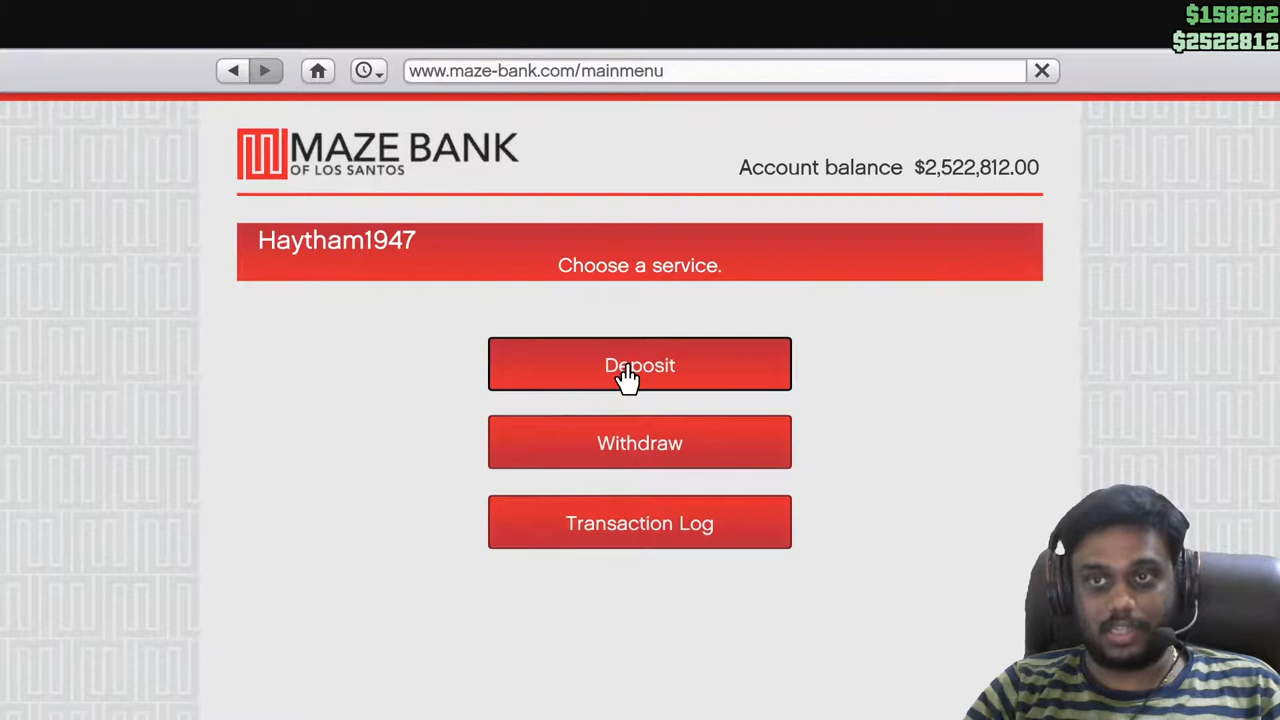 $158282
$2522812
www.maze-bank.com/mainmenu
MAZE BANK
OF LOS SANTOS
Account balance $2,522,812.00
Haytham1947
Choose a service.
Deposit
Withdraw
Transaction Log